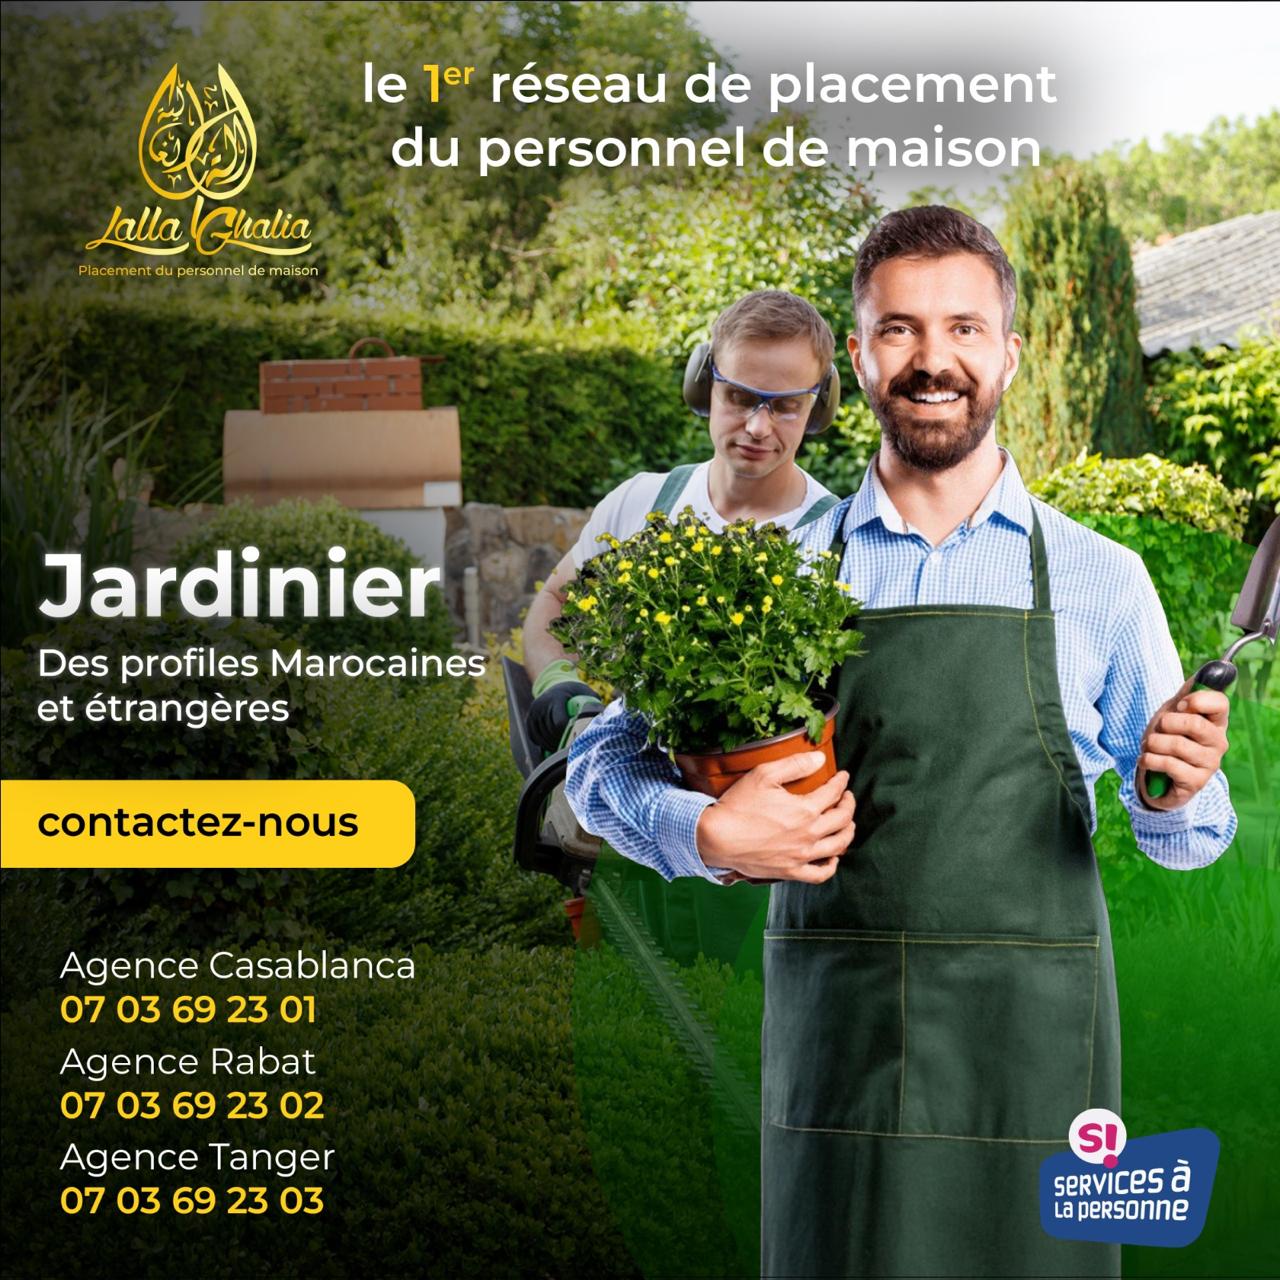 le 1er réseau de placement
du personnel de maison
Lalla Ghalia
Placement du personnel de maison
Jardinier
Des profiles Marocaines
et étrangères
contactez-nous
Agence Casablanca
07 03 69 23 01
Agence Rabat
07 03 69 23 02
Agence Tanger
07 03 69 23 03
S!
services à
la personne